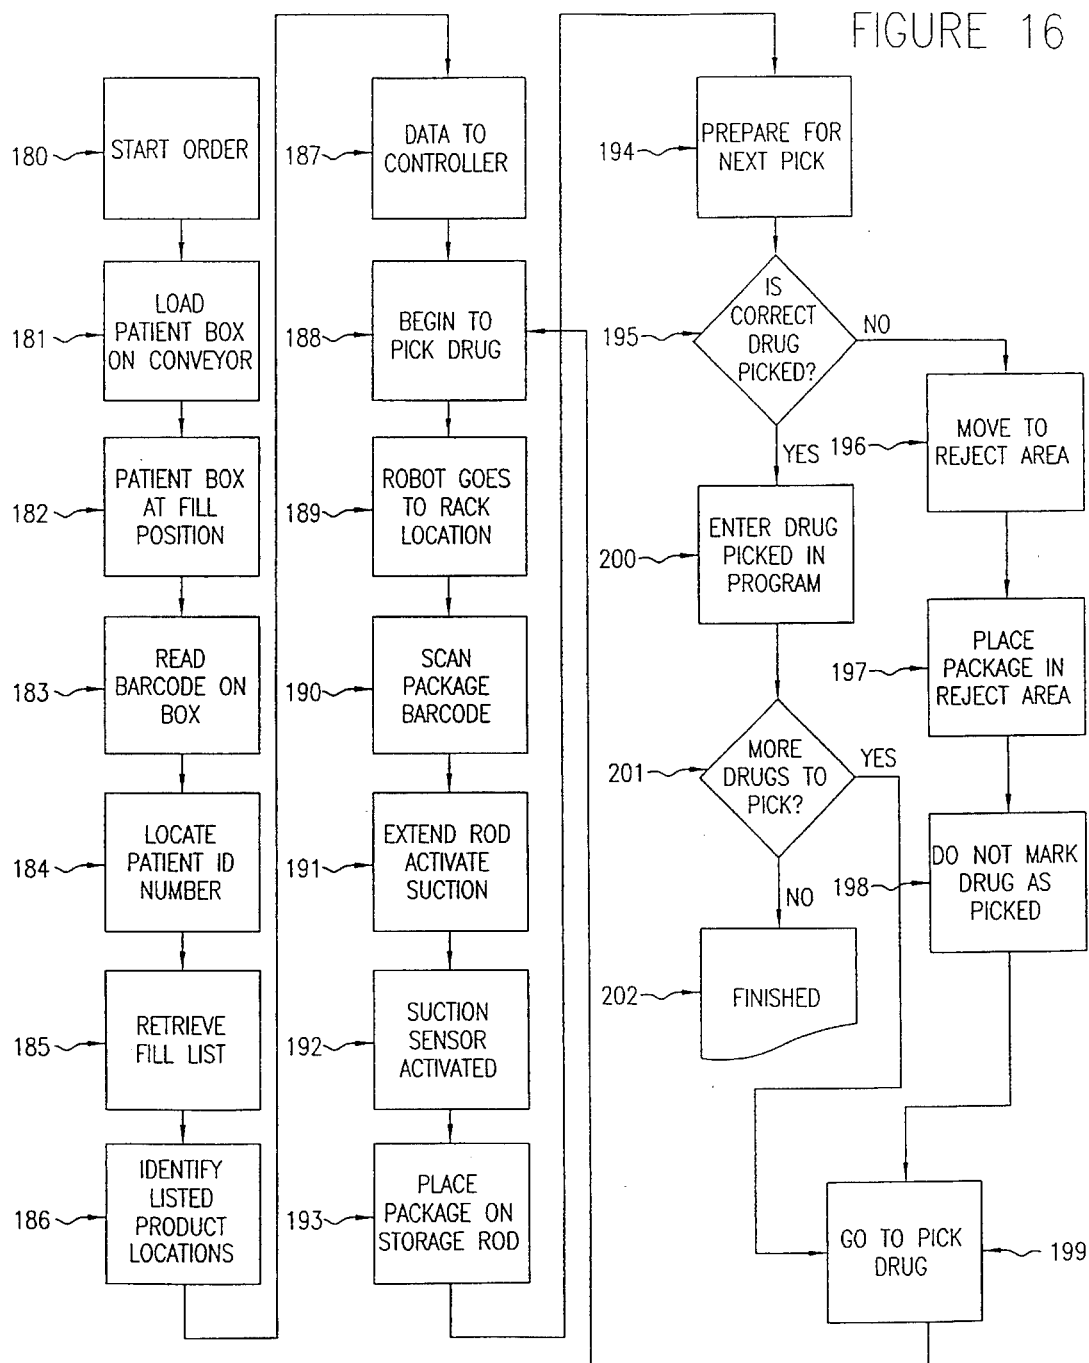 FIGURE 16
180
START ORDER
181
LOAD
PATIENT BOX
ON CONVEYOR
182
PATIENT BOX
AT FILL
POSITION
183
READ
BARCODE ON
BOX
184
LOCATE
PATIENT ID
NUMBER
185
RETRIEVE
FILL LIST
186
IDENTIFY
LISTED
PRODUCT
LOCATIONS
187
DATA TO
CONTROLLER
188
BEGIN TO
PICK DRUG
189
ROBOT GOES
TO RACK
LOCATION
190
SCAN
PACKAGE
BARCODE
191
EXTEND ROD
ACTIVATE
SUCTION
192
SUCTION
SENSOR
ACTIVATED
193
PLACE
PACKAGE ON
STORAGE ROD
194
PREPARE FOR
NEXT PICK
195
IS
CORRECT
DRUG
PICKED?
NO
YES
196
MOVE TO
REJECT AREA
197
PLACE
PACKAGE IN
REJECT AREA
198
DO NOT MARK
DRUG AS
PICKED
200
ENTER DRUG
PICKED IN
PROGRAM
201
MORE
DRUGS TO
PICK?
YES
NO
202
FINISHED
GO TO PICK
DRUG
199